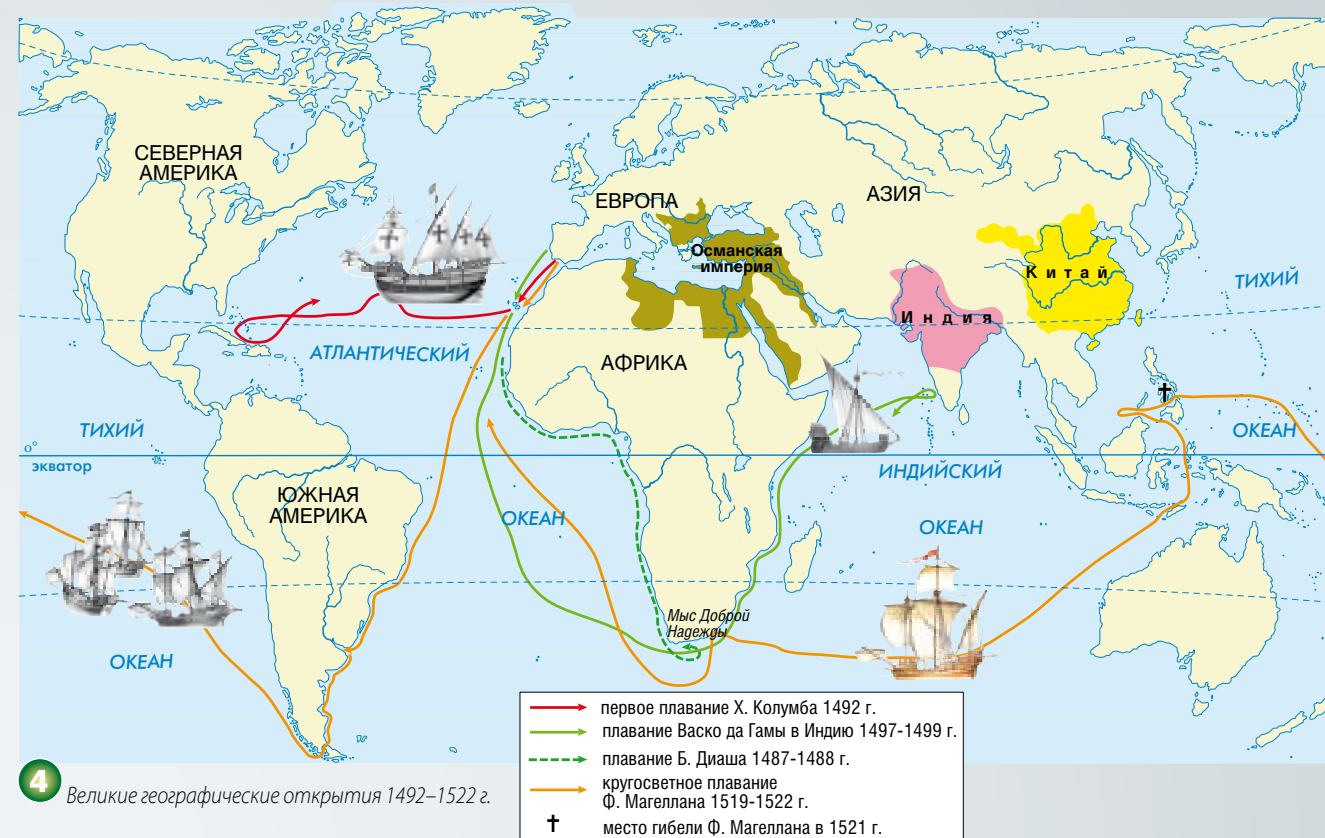 СЕВЕРНАЯ
АМЕРИКА
ЕВРОПА
АЗИЯ
Османская
империя
Китай
ТИХИЙ
Индия
АТЛАНТИЧЕСКИЙ
АФРИКА
ТИХИЙ
ОКЕАН
0°
экватор
ИНДИЙСКИЙ
ЮЖНАЯ
АМЕРИКА
ОКЕАН
ОКЕАН
Мыс Доброй
Надежды
ОКЕАН
первое плавание Х. Колумба 1492 г.
плавание Васко да Гамы в Индию 1497-1499 г.
плавание Б. Диаша 1487-1488 г.
кругосветное плавание
Ф. Магеллана 1519-1522 г.
место гибели Ф. Магеллана в 1521 г.
4 Великие географические открытия 1492–1522 г.